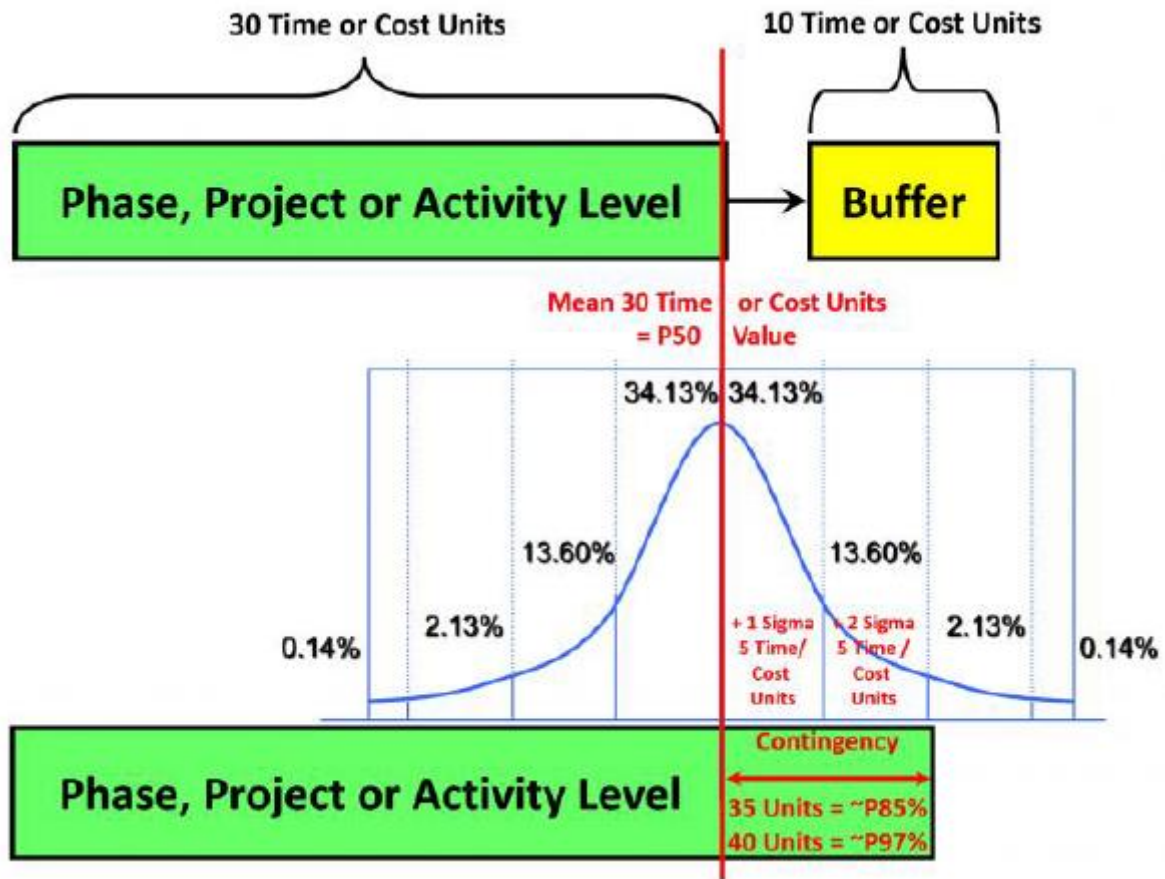 30 Time or Cost Units
10 Time or Cost Units
Phase, Project or Activity Level
Buffer
Mean 30 Time or Cost Units
= P50 Value
34.13% 34.13%
13.60% 13.60%
2.13% 2.13%
0.14% 0.14%
+ 1 Sigma
5 Time/
Cost
Units
+ 2 Sigma
5 Time /
Cost
Units
Contingency
Phase, Project or Activity Level
35 Units = ~P85%
40 Units = ~P97%